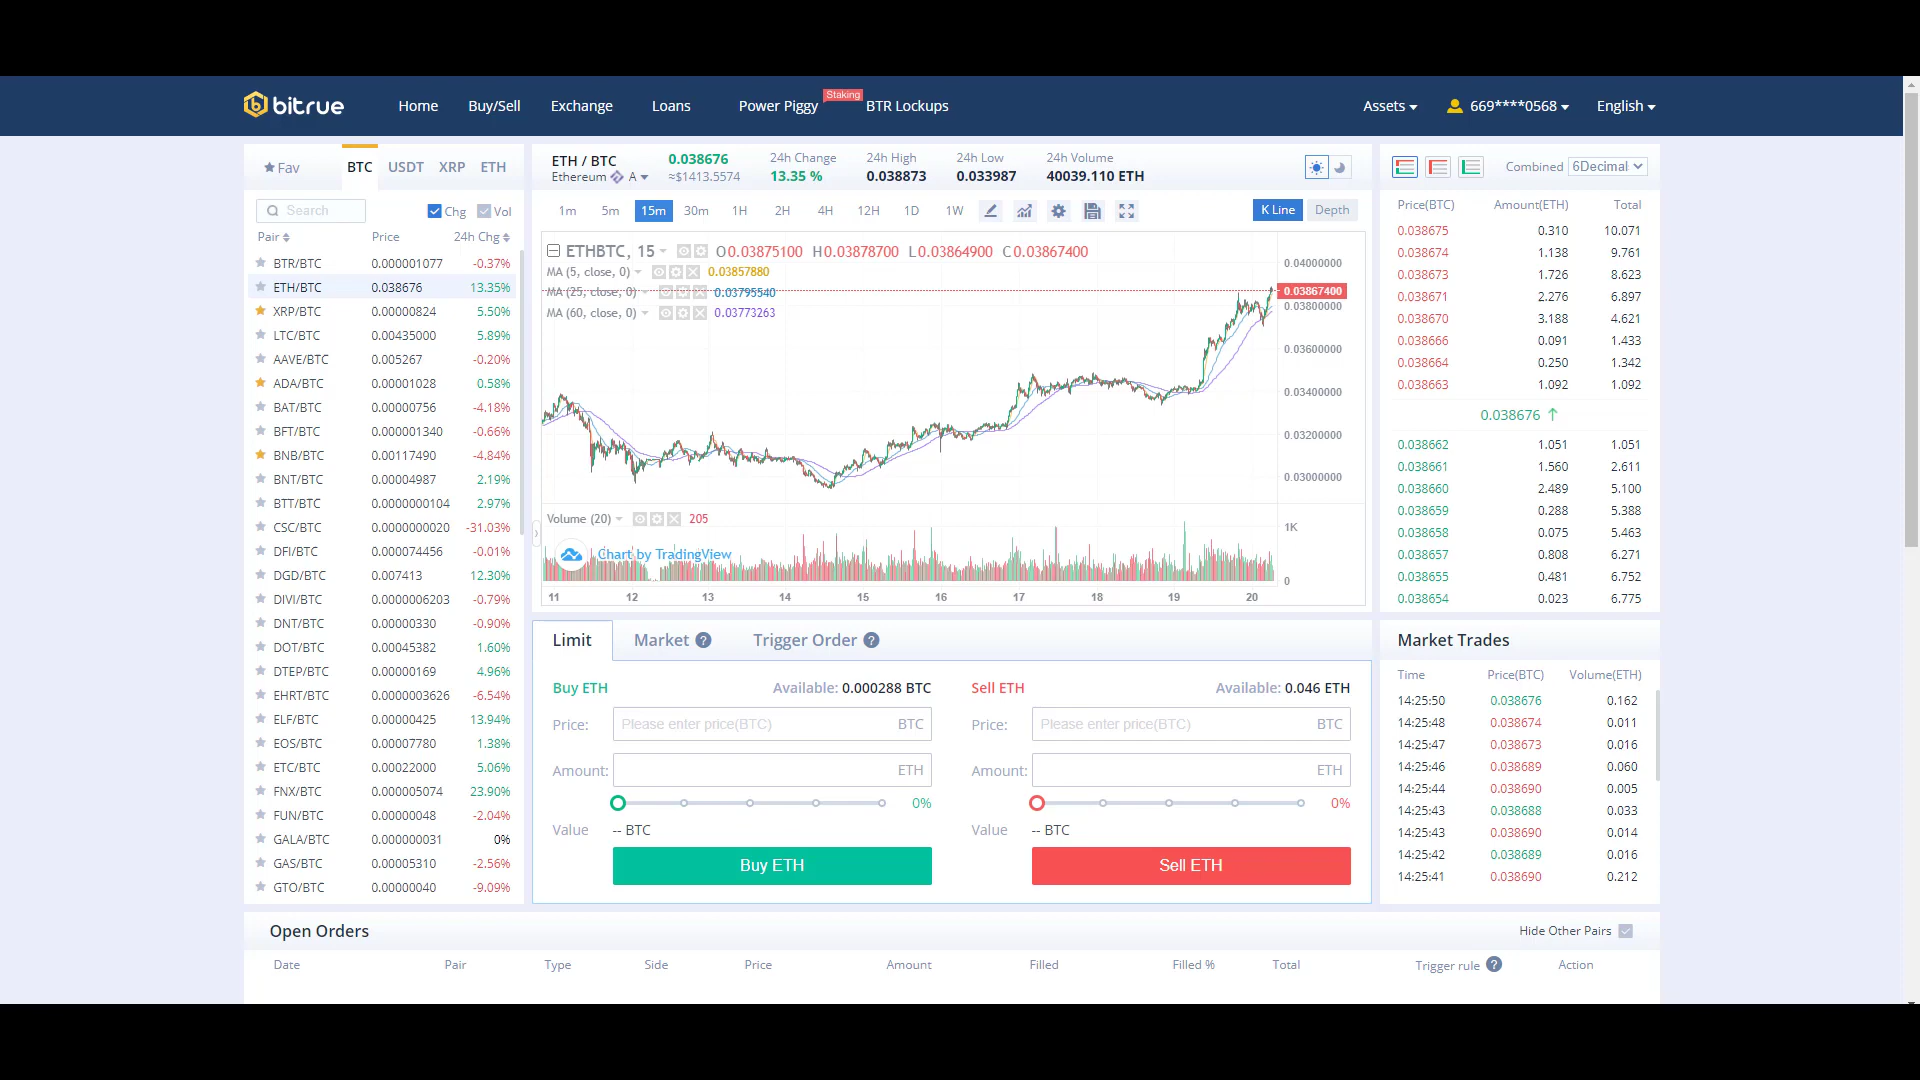 bitrue
Home Buy/Sell Exchange Loans Power Piggy Staking BTR Lockups Assets 669****0568 English
Fav BTC USDT XRP ETH
Search Chg Vol
Pair Price 24h Chg
BTR/BTC 0.000001077 -0.37%
ETH/BTC 0.038676 13.35%
XRP/BTC 0.00000824 5.50%
LTC/BTC 0.00435000 5.89%
AAVE/BTC 0.005267 -0.20%
ADA/BTC 0.00001028 0.58%
BAT/BTC 0.00000756 -4.18%
BFT/BTC 0.000001340 -0.66%
BNB/BTC 0.00117490 -4.84%
BNT/BTC 0.00004987 2.19%
BTT/BTC 0.0000000104 2.97%
CSC/BTC 0.0000000020 -31.03%
DFI/BTC 0.000074456 -0.01%
DGD/BTC 0.007413 12.30%
DIVI/BTC 0.0000006203 -0.79%
DNT/BTC 0.00000330 -0.90%
DOT/BTC 0.00045382 1.60%
DTEP/BTC 0.00000169 4.96%
EHRT/BTC 0.0000003626 -6.54%
ELF/BTC 0.00000425 13.94%
EOS/BTC 0.00007780 1.38%
ETC/BTC 0.00022000 5.06%
FNX/BTC 0.000005074 23.90%
FUN/BTC 0.00000048 -2.04%
GALA/BTC 0.000000031 0%
GAS/BTC 0.00005310 -2.56%
GTO/BTC 0.00000040 -9.09%
ETH / BTC 0.038676 24h Change 24h High 24h Low 24h Volume
Ethereum A ≈$1413.5574 13.35 % 0.038873 0.033987 40039.110 ETH
1m 5m 15m 30m 1H 2H 4H 12H 1D 1W K Line Depth
ETHBTC, 15 O0.03875100 H0.03878700 L0.03864900 C0.03867400
MA (5, close, 0) 0.03857880
MA (25, close, 0) 0.03795540
MA (60, close, 0) 0.03773263
0.04000000
0.03867400
0.03800000
0.03600000
0.03400000
0.03200000
0.03000000
Volume (20) 205
1K
Chart by TradingView
0
11 12 13 14 15 16 17 18 19 20
Limit Market ? Trigger Order ?
Buy ETH Available: 0.000288 BTC
Price: Please enter price(BTC) BTC
Amount: ETH
0%
Value -- BTC
Buy ETH
Sell ETH Available: 0.046 ETH
Price: Please enter price(BTC) BTC
Amount: ETH
0%
Value -- BTC
Sell ETH
Combined 6Decimal
Price(BTC) Amount(ETH) Total
0.038675 0.310 10.071
0.038674 1.138 9.761
0.038673 1.726 8.623
0.038671 2.276 6.897
0.038670 3.188 4.621
0.038666 0.091 1.433
0.038664 0.250 1.342
0.038663 1.092 1.092
0.038676 ↑
0.038662 1.051 1.051
0.038661 1.560 2.611
0.038660 2.489 5.100
0.038659 0.288 5.388
0.038658 0.075 5.463
0.038657 0.808 6.271
0.038655 0.481 6.752
0.038654 0.023 6.775
Market Trades
Time Price(BTC) Volume(ETH)
14:25:50 0.038676 0.162
14:25:48 0.038674 0.011
14:25:47 0.038673 0.016
14:25:46 0.038689 0.060
14:25:44 0.038690 0.005
14:25:43 0.038688 0.033
14:25:43 0.038690 0.014
14:25:42 0.038689 0.016
14:25:41 0.038690 0.212
Open Orders Hide Other Pairs
Date Pair Type Side Price Amount Filled Filled % Total Trigger rule ? Action